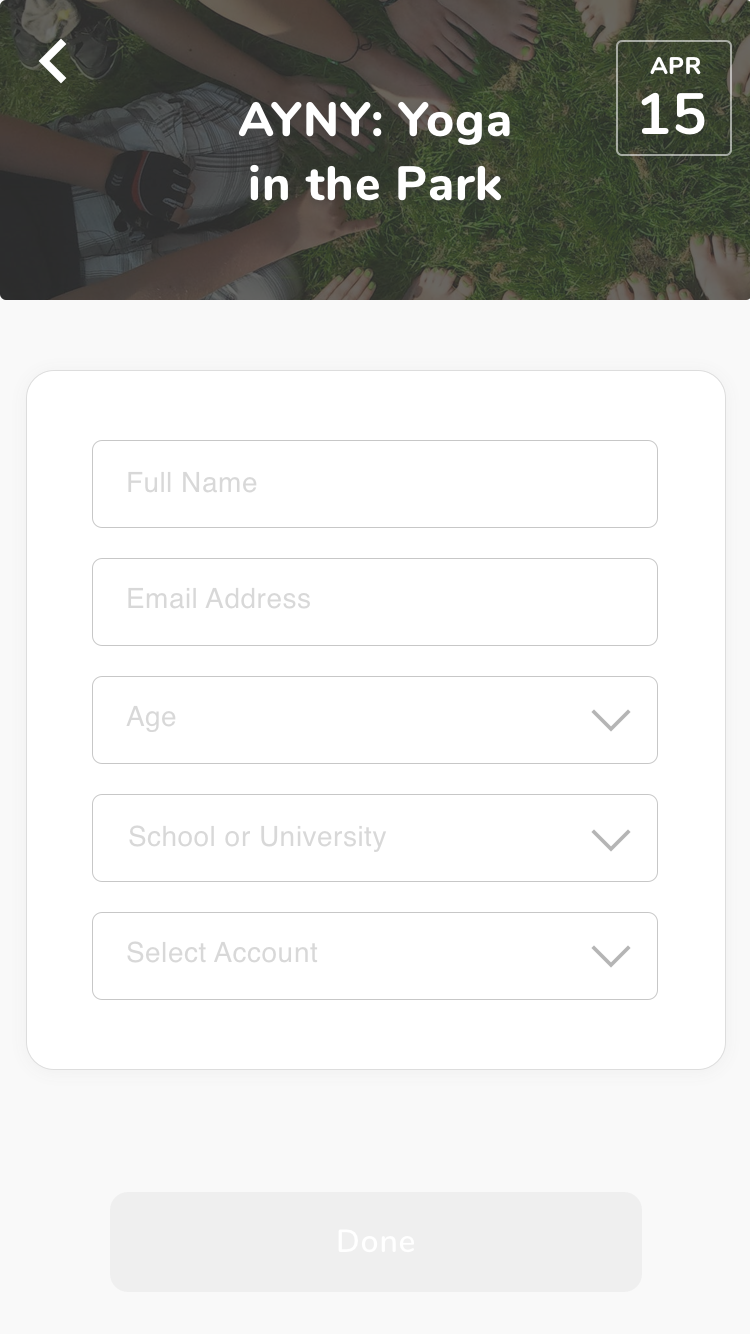 APR
15
AYNY: Yoga
in the Park
Full Name
Email Address
Age
School or University
Select Account
Done